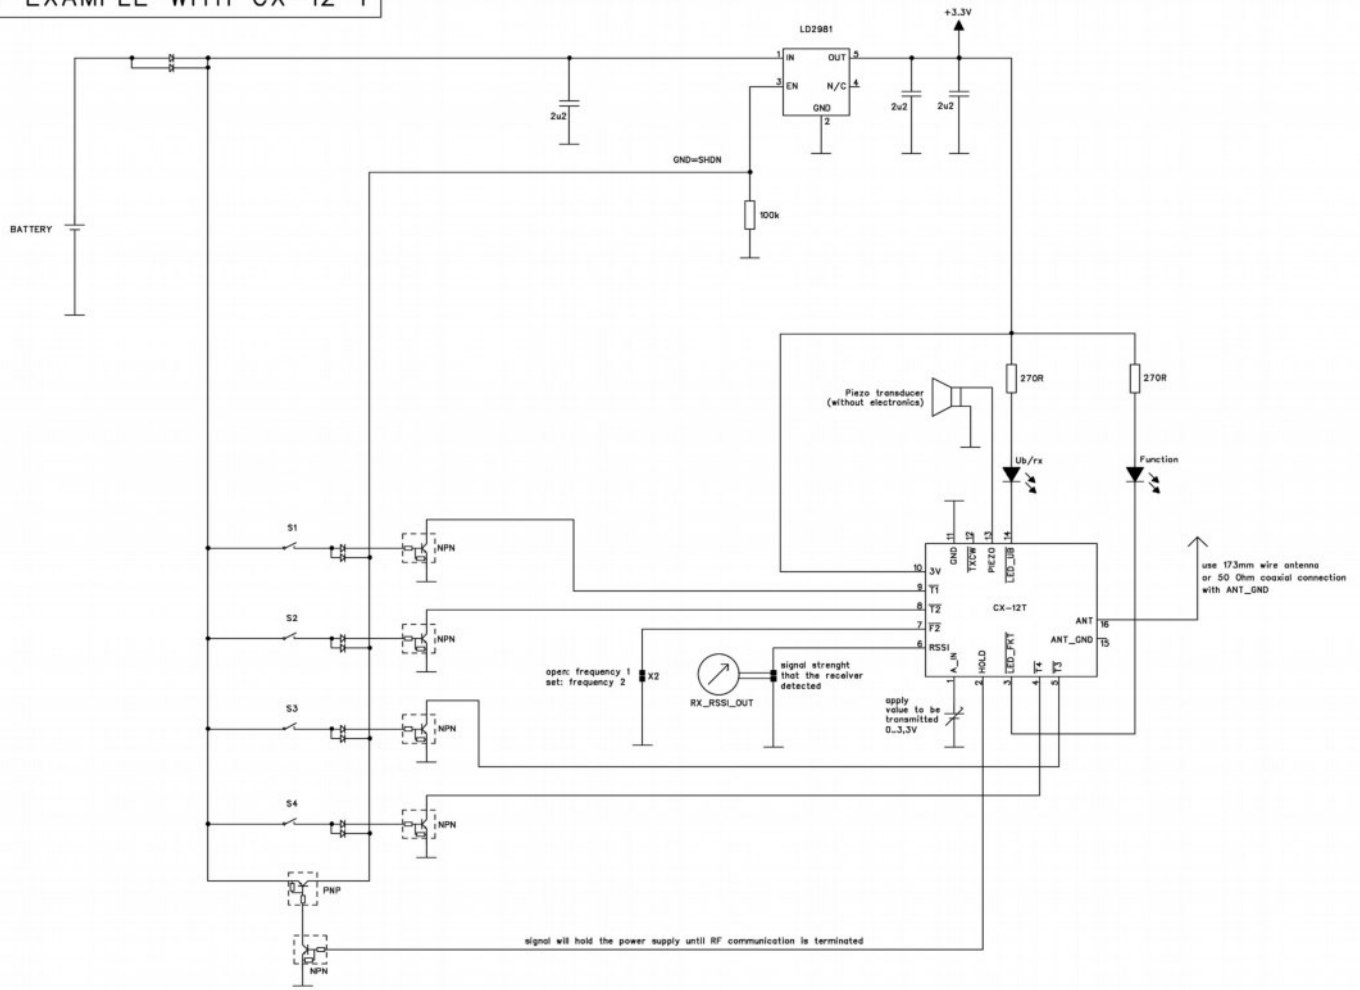 EXAMPLE WITH CX-12 T
+3.3V
LD2981
1
IN
OUT
5
3
EN
N/C
4
GND
2
2u2
2u2
2u2
GND=SHDN
100k
BATTERY
270R
270R
Piezo transducer
(without electronics)
Ub/rx
Function
S1
NPN
11
12
13
14
GND
TXCW
PIEZO
LED_UB
use 173mm wire antenna
or 50 Ohm coaxial connection
with ANT_GND
10
3V
9
T1
CX-12T
8
T2
ANT
16
S2
NPN
7
F2
ANT_GND
15
6
RSSI
A_IN
HOLD
LED_FKT
T4
T3
1
2
3
4
5
open: frequency 1
set: frequency 2
X2
RX_RSSI_OUT
signal strenght
that the receiver
detected
apply
value to be
transmitted
0...3,3V
S3
NPN
S4
NPN
PNP
signal will hold the power supply until RF communication is terminated
NPN